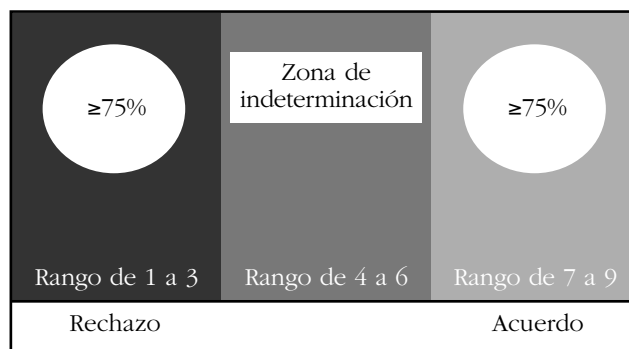 ≥75%
Zona de
indeterminación
≥75%
Rango de 1 a 3
Rango de 4 a 6
Rango de 7 a 9
Rechazo
Acuerdo